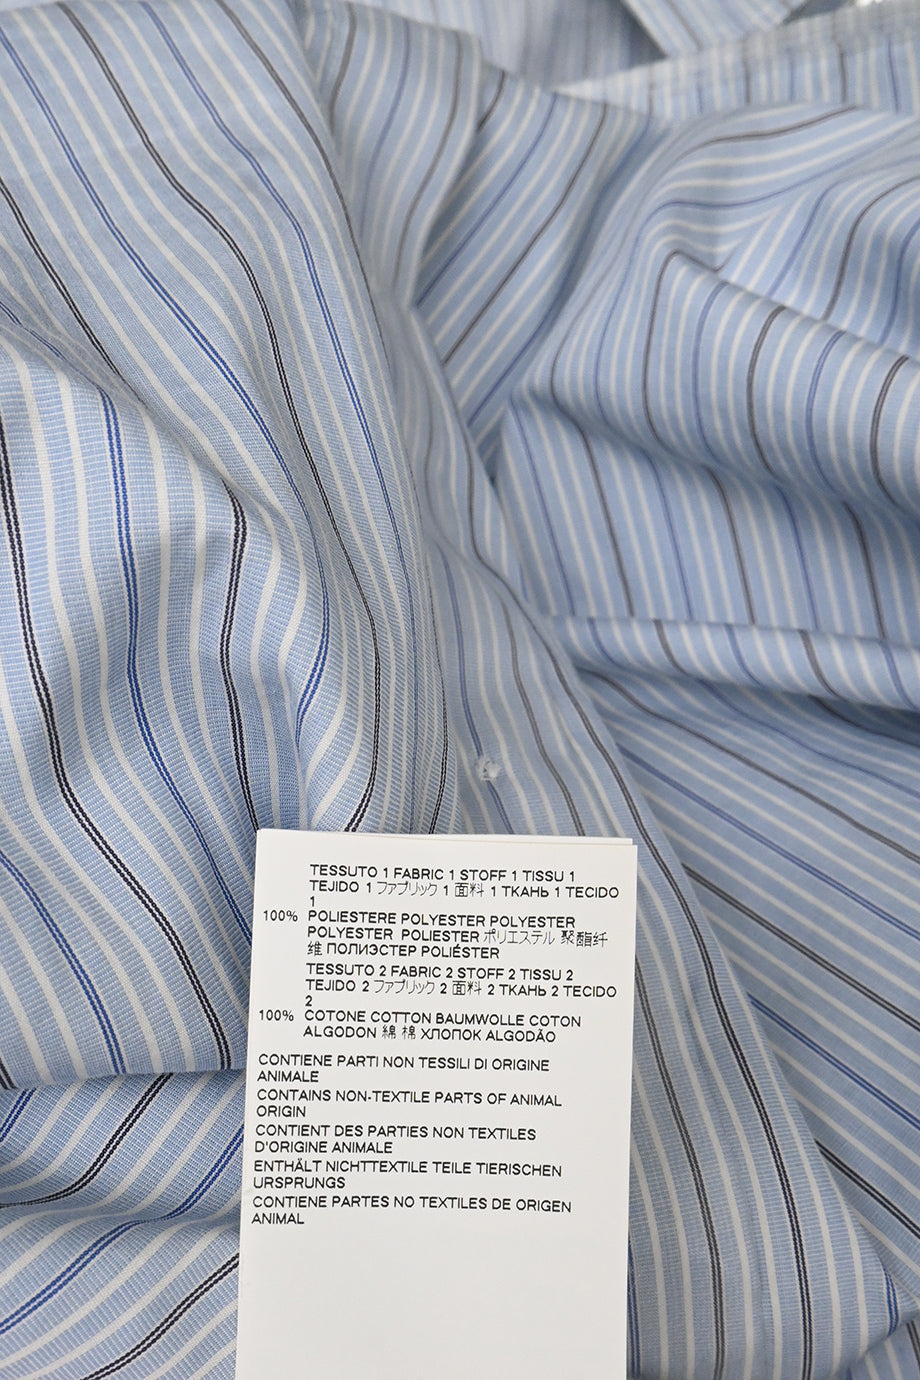 TESSUTO 1 FABRIC 1 STOFF 1 TISSU 1
TEJIDO 1 ファブリック 1 面料 1 ТКАНЬ 1 TECIDO
1
100% POLIESTERE POLYESTER POLYESTER
POLYESTER POLIESTER ポリエステル 聚酯纤
维 ПОЛИЭСТЕР POLIÉSTER
TESSUTO 2 FABRIC 2 STOFF 2 TISSU 2
TEJIDO 2 ファブリック 2 面料 2 ТКАНЬ 2 TECIDO
2
100% COTONE COTTON BAUMWOLLE COTON
ALGODON 綿 棉 ХЛОПОК ALGODÃO
CONTIENE PARTI NON TESSILI DI ORIGINE
ANIMALE
CONTAINS NON-TEXTILE PARTS OF ANIMAL
ORIGIN
CONTIENT DES PARTIES NON TEXTILES
D'ORIGINE ANIMALE
ENTHÄLT NICHTTEXTILE TEILE TIERISCHEN
URSPRUNGS
CONTIENE PARTES NO TEXTILES DE ORIGEN
ANIMAL